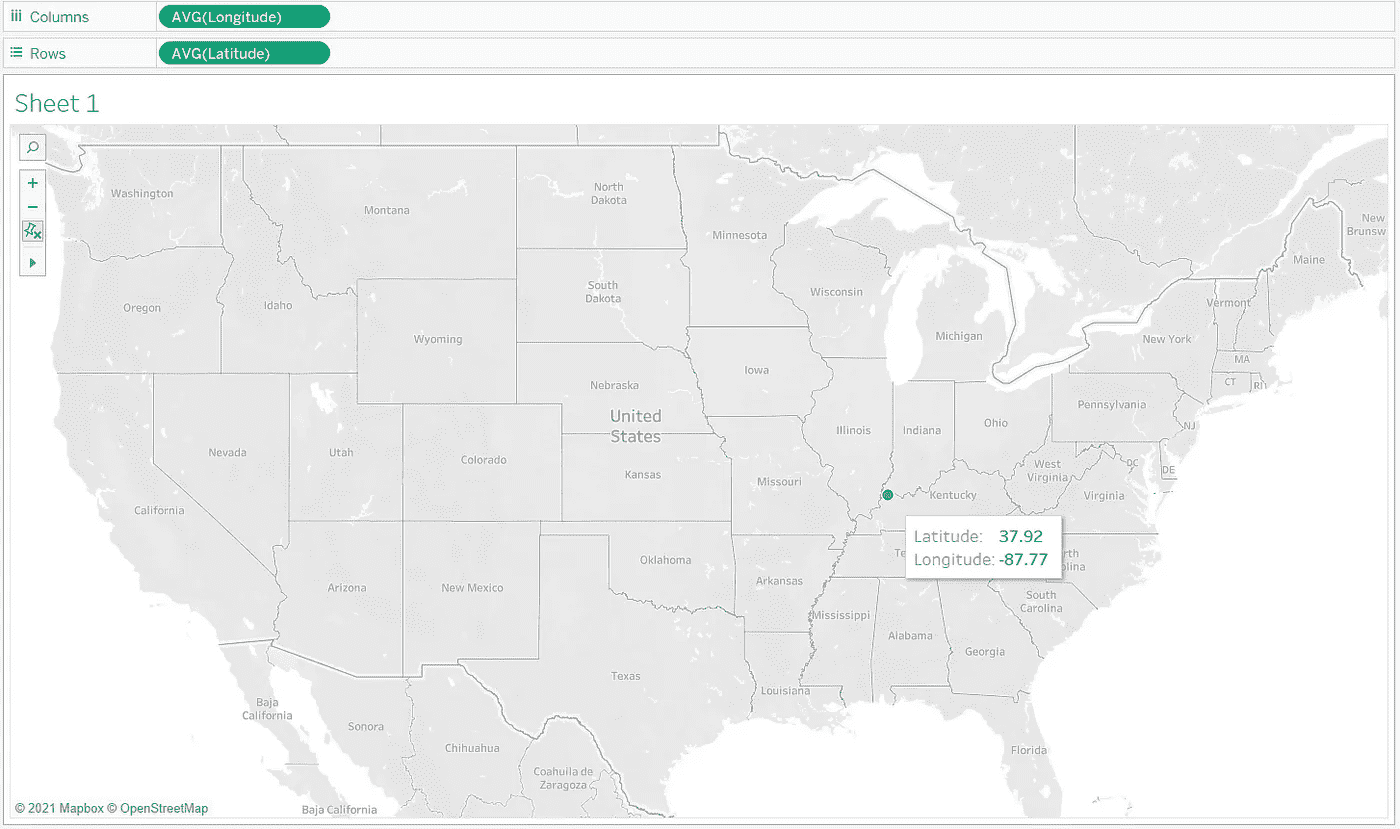 Columns
AVG(Longitude)
Rows
AVG(Latitude)
Sheet 1
Washington
Montana
North
Dakota
Minnesota
New
Brunsw
Maine
Oregon
Idaho
South
Dakota
Wisconsin
Vermont
Wyoming
Michigan
New York
MA
Iowa
CT
RI
Nebraska
Pennsylvania
United
States
NJ
Illinois
Indiana
Ohio
Nevada
Utah
Colorado
Kansas
Missouri
West
Virginia
DC
DE
Virginia
Kentucky
California
Latitude: 37.92
Longitude: -87.77
Te
rth
lina
Oklahoma
Arkansas
Arizona
New Mexico
South
Carolina
Mississippi
Alabama
Georgia
Texas
Louisiana
Baja
California
Sonora
Chihuahua
Florida
Coahuila de
Zaragoza
Baja California
© 2021 Mapbox © OpenStreetMap